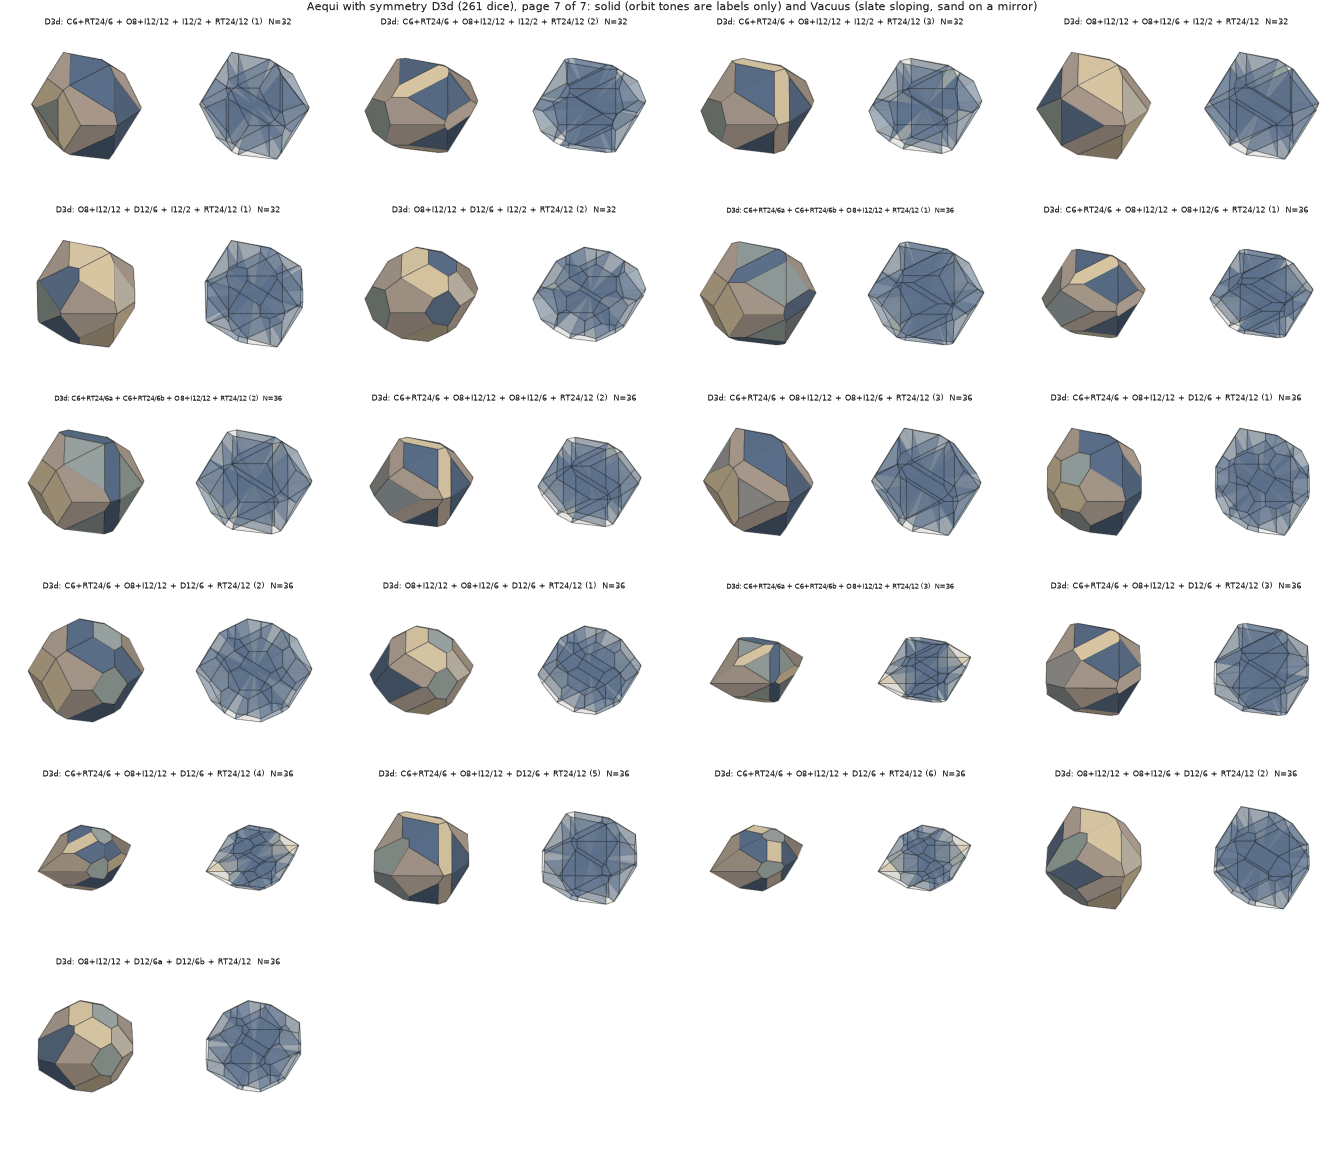 Aequi with symmetry D3d (261 dice), page 7 of 7: solid (orbit tones are labels only) and Vacuus (slate sloping, sand on a mirror)
D3d: C6+RT24/6 + O8+I12/12 + I12/2 + RT24/12 (1) N=32
D3d: C6+RT24/6 + O8+I12/12 + I12/2 + RT24/12 (2) N=32
D3d: C6+RT24/6 + O8+I12/12 + I12/2 + RT24/12 (3) N=32
D3d: O8+I12/12 + O8+I12/6 + I12/2 + RT24/12 N=32
D3d: O8+I12/12 + D12/6 + I12/2 + RT24/12 (1) N=32
D3d: O8+I12/12 + D12/6 + I12/2 + RT24/12 (2) N=32
D3d: C6+RT24/6a + C6+RT24/6b + O8+I12/12 + RT24/12 (1) N=36
D3d: C6+RT24/6 + O8+I12/12 + O8+I12/6 + RT24/12 (1) N=36
D3d: C6+RT24/6a + C6+RT24/6b + O8+I12/12 + RT24/12 (2) N=36
D3d: C6+RT24/6 + O8+I12/12 + O8+I12/6 + RT24/12 (2) N=36
D3d: C6+RT24/6 + O8+I12/12 + O8+I12/6 + RT24/12 (3) N=36
D3d: C6+RT24/6 + O8+I12/12 + D12/6 + RT24/12 (1) N=36
D3d: C6+RT24/6 + O8+I12/12 + D12/6 + RT24/12 (2) N=36
D3d: O8+I12/12 + O8+I12/6 + D12/6 + RT24/12 (1) N=36
D3d: C6+RT24/6a + C6+RT24/6b + O8+I12/12 + RT24/12 (3) N=36
D3d: C6+RT24/6 + O8+I12/12 + D12/6 + RT24/12 (3) N=36
D3d: C6+RT24/6 + O8+I12/12 + D12/6 + RT24/12 (4) N=36
D3d: C6+RT24/6 + O8+I12/12 + D12/6 + RT24/12 (5) N=36
D3d: C6+RT24/6 + O8+I12/12 + D12/6 + RT24/12 (6) N=36
D3d: O8+I12/12 + O8+I12/6 + D12/6 + RT24/12 (2) N=36
D3d: O8+I12/12 + D12/6a + D12/6b + RT24/12 N=36